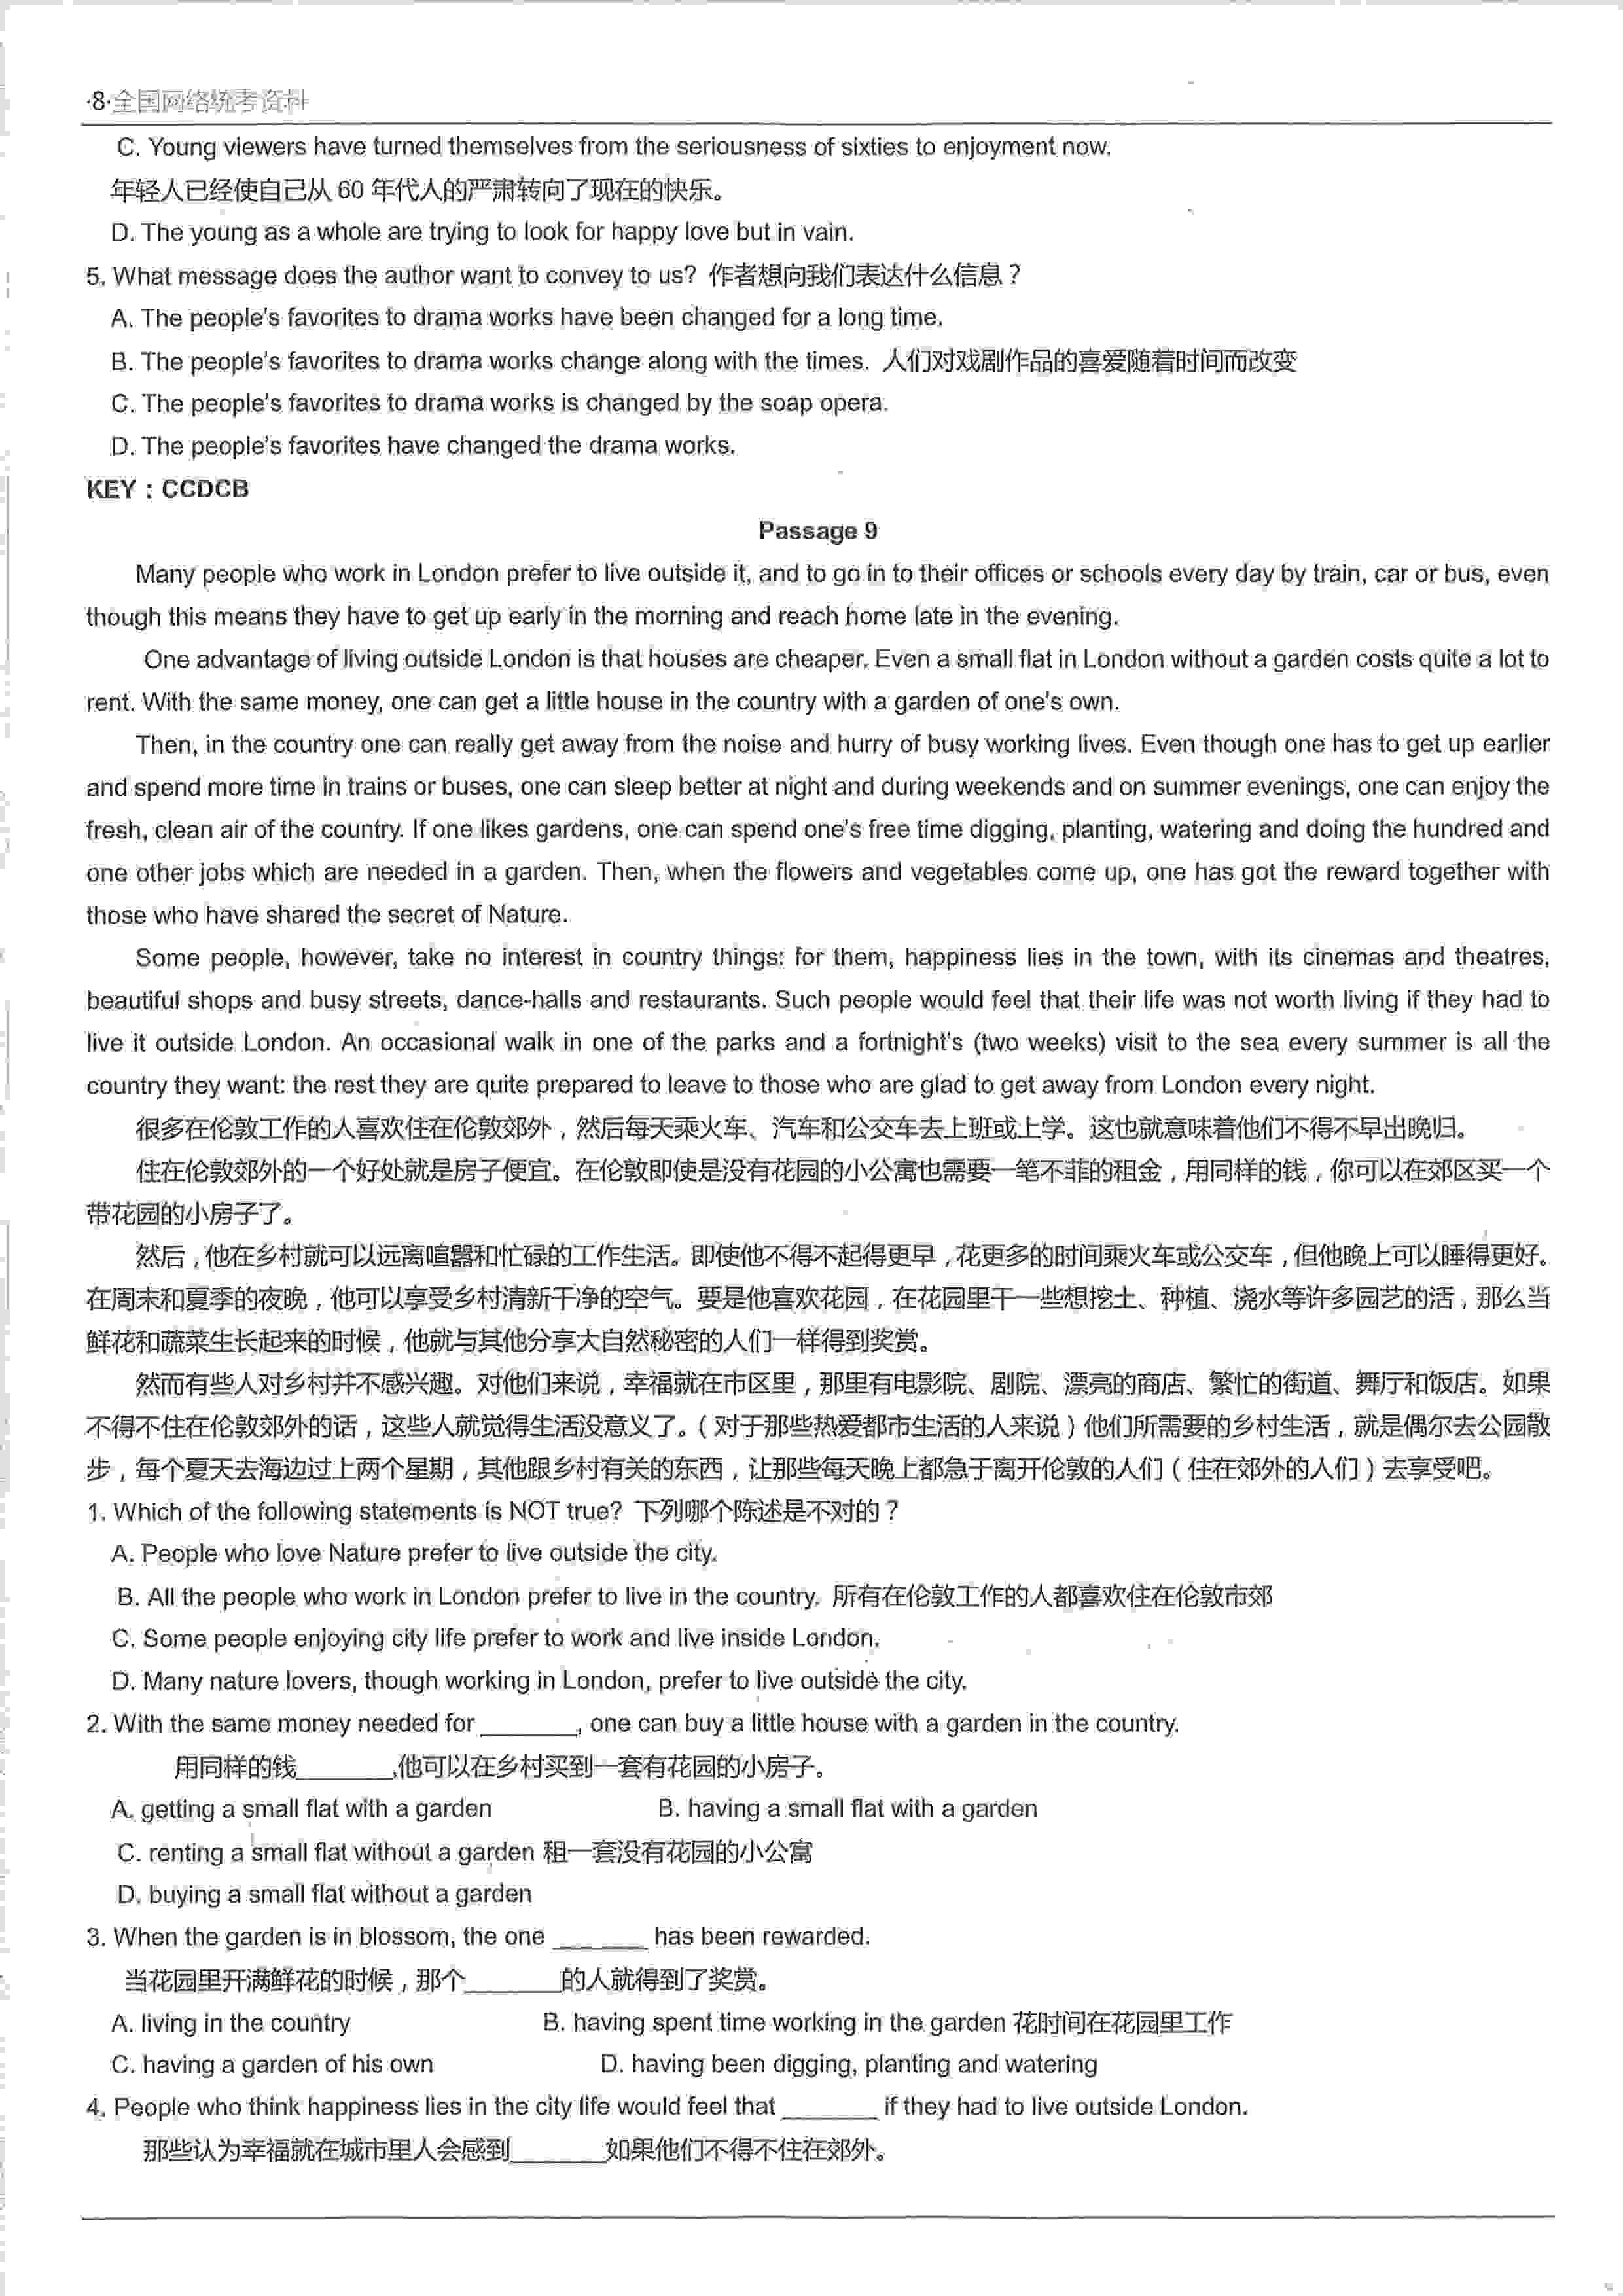 ·8·全国网络统考资料
C. Young viewers have turned themselves from the seriousness of sixties to enjoyment now.
年轻人已经使自己从 60 年代人的严肃转向了现在的快乐。
D. The young as a whole are trying to look for happy love but in vain.
5. What message does the author want to convey to us? 作者想向我们表达什么信息？
A. The people's favorites to drama works have been changed for a long time.
B. The people's favorites to drama works change along with the times. 人们对戏剧作品的喜爱随着时间而改变
C. The people's favorites to drama works is changed by the soap opera.
D. The people's favorites have changed the drama works.
KEY：CCDCB
Passage 9
Many people who work in London prefer to live outside it, and to go in to their offices or schools every day by train, car or bus, even
though this means they have to get up early in the morning and reach home late in the evening.
One advantage of living outside London is that houses are cheaper. Even a small flat in London without a garden costs quite a lot to
rent. With the same money, one can get a little house in the country with a garden of one's own.
Then, in the country one can really get away from the noise and hurry of busy working lives. Even though one has to get up earlier
and spend more time in trains or buses, one can sleep better at night and during weekends and on summer evenings, one can enjoy the
fresh, clean air of the country. If one likes gardens, one can spend one's free time digging, planting, watering and doing the hundred and
one other jobs which are needed in a garden. Then, when the flowers and vegetables come up, one has got the reward together with
those who have shared the secret of Nature.
Some people, however, take no interest in country things: for them, happiness lies in the town, with its cinemas and theatres,
beautiful shops and busy streets, dance-halls and restaurants. Such people would feel that their life was not worth living if they had to
live it outside London. An occasional walk in one of the parks and a fortnight's (two weeks) visit to the sea every summer is all the
country they want: the rest they are quite prepared to leave to those who are glad to get away from London every night.
很多在伦敦工作的人喜欢住在伦敦郊外，然后每天乘火车、汽车和公交车去上班或上学。这也就意味着他们不得不早出晚归。
住在伦敦郊外的一个好处就是房子便宜。在伦敦即使是没有花园的小公寓也需要一笔不菲的租金，用同样的钱，你可以在郊区买一个
带花园的小房子了。
然后，他在乡村就可以远离喧嚣和忙碌的工作生活。即使他不得不起得更早，花更多的时间乘火车或公交车，但他晚上可以睡得更好。
在周末和夏季的夜晚，他可以享受乡村清新干净的空气。要是他喜欢花园，在花园里干一些想挖土、种植、浇水等许多园艺的活，那么当
鲜花和蔬菜生长起来的时候，他就与其他分享大自然秘密的人们一样得到奖赏。
然而有些人对乡村并不感兴趣。对他们来说，幸福就在市区里，那里有电影院、剧院、漂亮的商店、繁忙的街道、舞厅和饭店。如果
不得不住在伦敦郊外的话，这些人就觉得生活没意义了。（对于那些热爱都市生活的人来说）他们所需要的乡村生活，就是偶尔去公园散
步，每个夏天去海边过上两个星期，其他跟乡村有关的东西，让那些每天晚上都急于离开伦敦的人们（住在郊外的人们）去享受吧。
1. Which of the following statements is NOT true? 下列哪个陈述是不对的？
A. People who love Nature prefer to live outside the city.
B. All the people who work in London prefer to live in the country. 所有在伦敦工作的人都喜欢住在伦敦市郊
C. Some people enjoying city life prefer to work and live inside London.
D. Many nature lovers, though working in London, prefer to live outside the city.
2. With the same money needed for_______, one can buy a little house with a garden in the country.
用同样的钱_______,他可以在乡村买到一套有花园的小房子。
A. getting a small flat with a garden B. having a small flat with a garden
C. renting a small flat without a garden 租一套没有花园的小公寓
D. buying a small flat without a garden
3. When the garden is in blossom, the one _______ has been rewarded.
当花园里开满鲜花的时候，那个_______的人就得到了奖赏。
A. living in the country B. having spent time working in the garden 花时间在花园里工作
C. having a garden of his own D. having been digging, planting and watering
4. People who think happiness lies in the city life would feel that _______ if they had to live outside London.
那些认为幸福就在城市里人会感到_______如果他们不得不住在郊外。